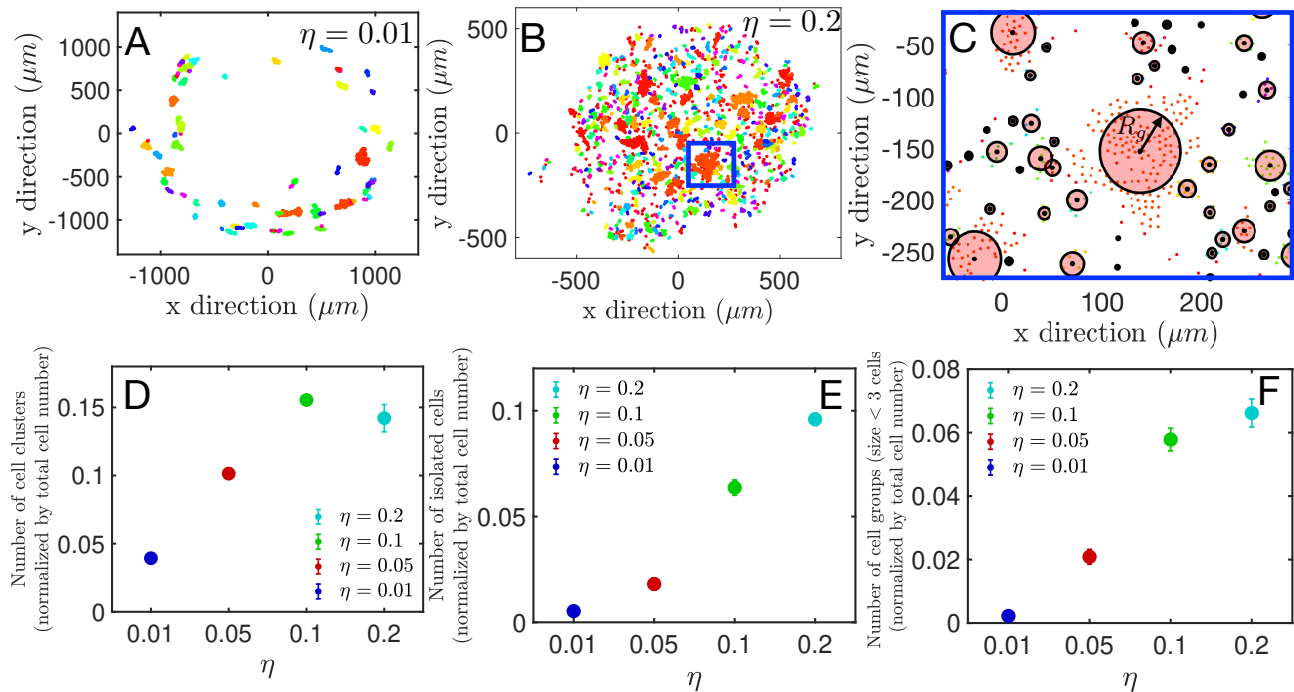 A
η = 0.01
1000
500
0
-500
-1000
-1000
0
1000
y direction (μm)
x direction (μm)
B
η = 0.2
500
0
-500
-500
0
500
y direction (μm)
x direction (μm)
C
R_g
-50
-100
-150
-200
-250
0
100
200
y direction (μm)
x direction (μm)
D
Number of cell clusters
(normalized by total cell number)
0.15
0.1
0.05
0
η = 0.2
η = 0.1
η = 0.05
η = 0.01
0.01
0.05
0.1
0.2
η
E
Number of isolated cells
(normalized by total cell number)
0.1
0.05
0
η = 0.2
η = 0.1
η = 0.05
η = 0.01
0.01
0.05
0.1
0.2
η
F
Number of cell groups (size < 3 cells)
(normalized by total cell number)
0.08
0.06
0.04
0.02
0
η = 0.2
η = 0.1
η = 0.05
η = 0.01
0.01
0.05
0.1
0.2
η